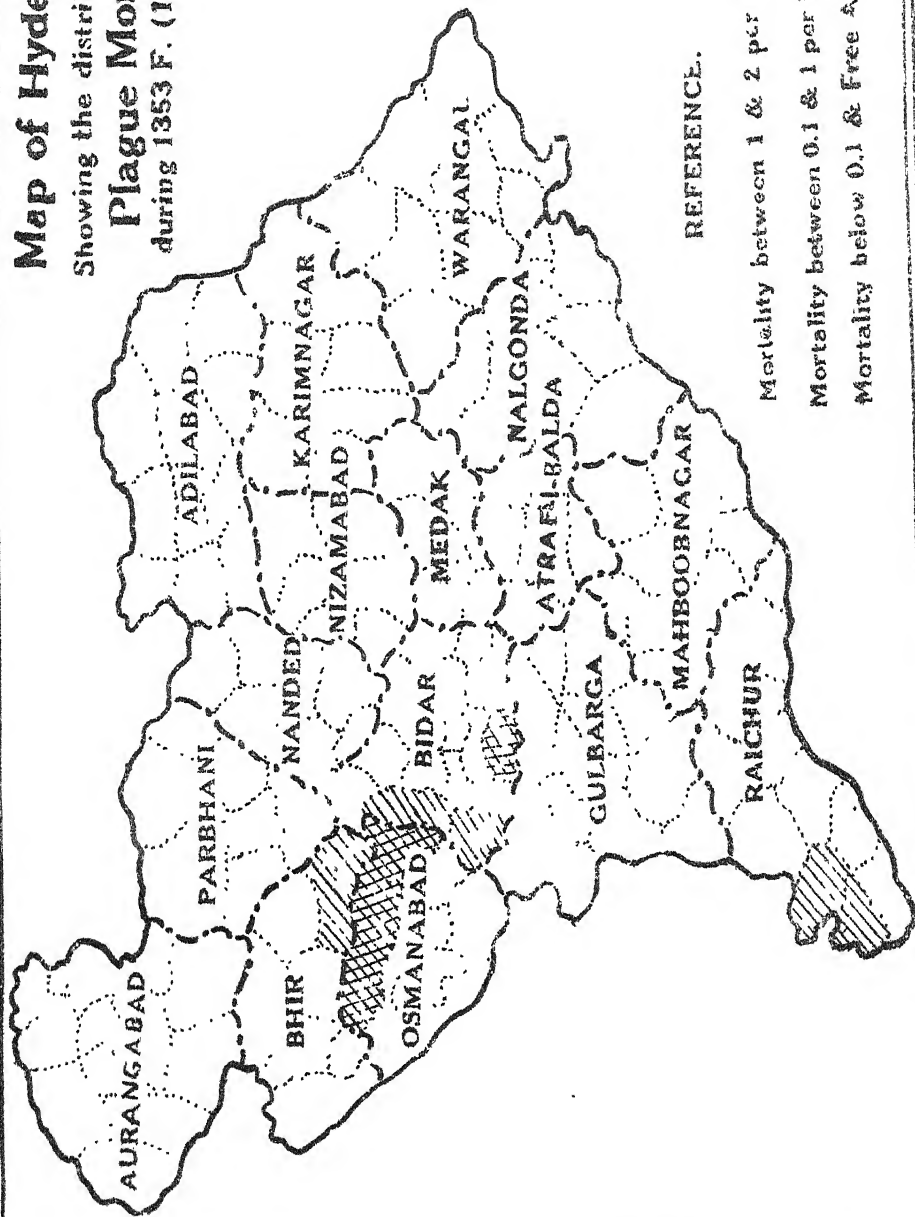 Map of Hyde
Showing the distri
Plague Mor
during 1353 F. (1
AURANGABAD
PARBHANI
ADILABAD
BHIR
NANDED
NIZAMABAD
KARIMNAGAR
OSMANABAD
BIDAR
MEDAK
WARANGAL
GULBARGA
ATRAFI-BALDA
NALGONDA
RAICHUR
MAHBOOBNAGAR
REFERENCE.
Mortality between 1 & 2 per
Mortality between 0.1 & 1 per
Mortality below 0.1 & Free A